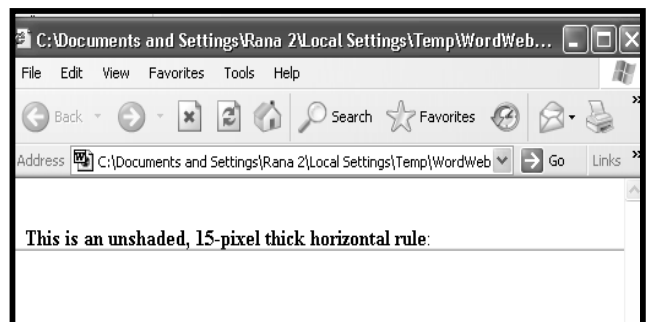 C:\Documents and Settings\Rana 2\Local Settings\Temp\WordWeb...
File Edit View Favorites Tools Help
Back Search Favorites
Address C:\Documents and Settings\Rana 2\Local Settings\Temp\WordWeb Go Links
This is an unshaded, 15-pixel thick horizontal rule: